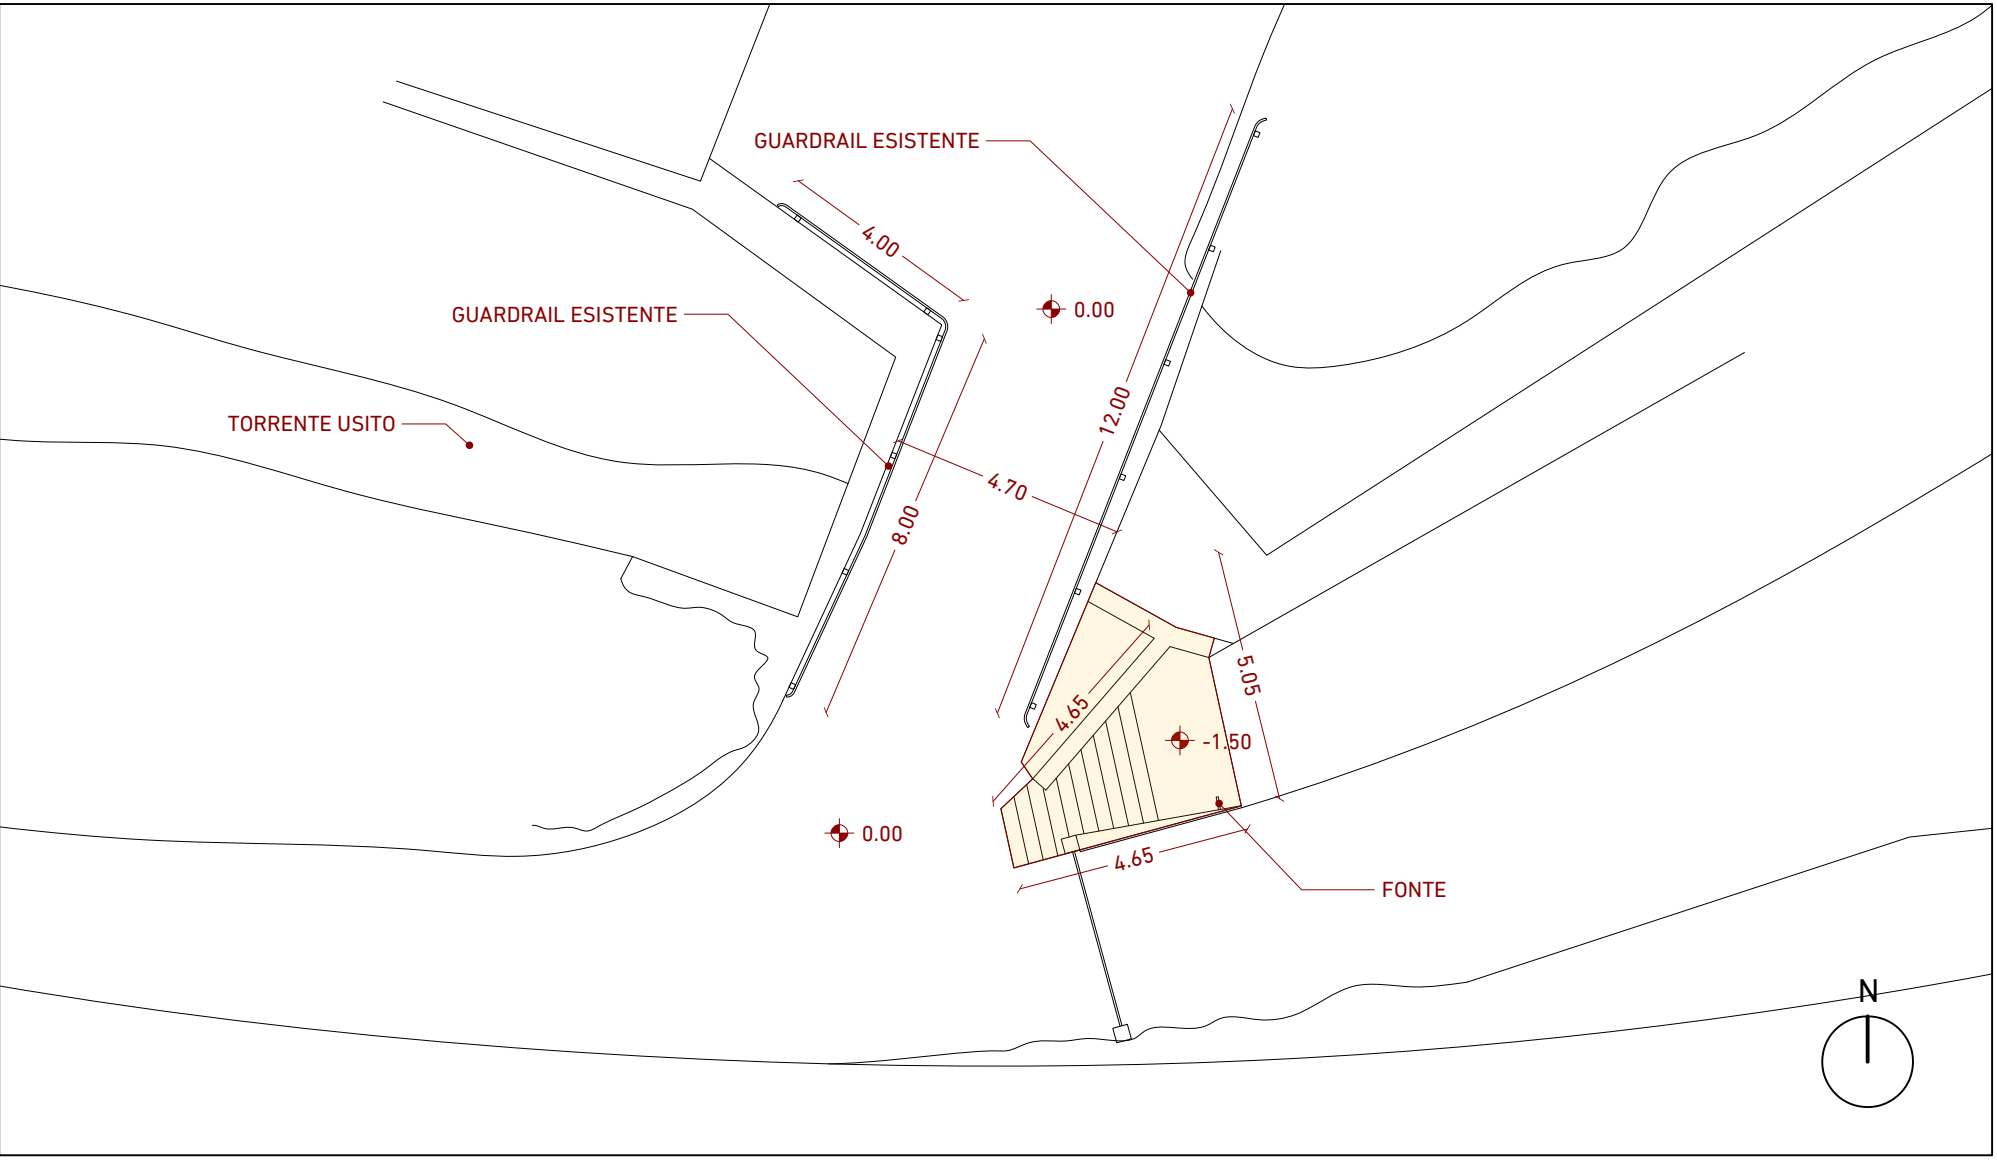 GUARDRAIL ESISTENTE
4.00
0.00
GUARDRAIL ESISTENTE
12.00
TORRENTE USITO
4.70
8.00
5.05
4.65
-1.50
0.00
4.65
FONTE
N